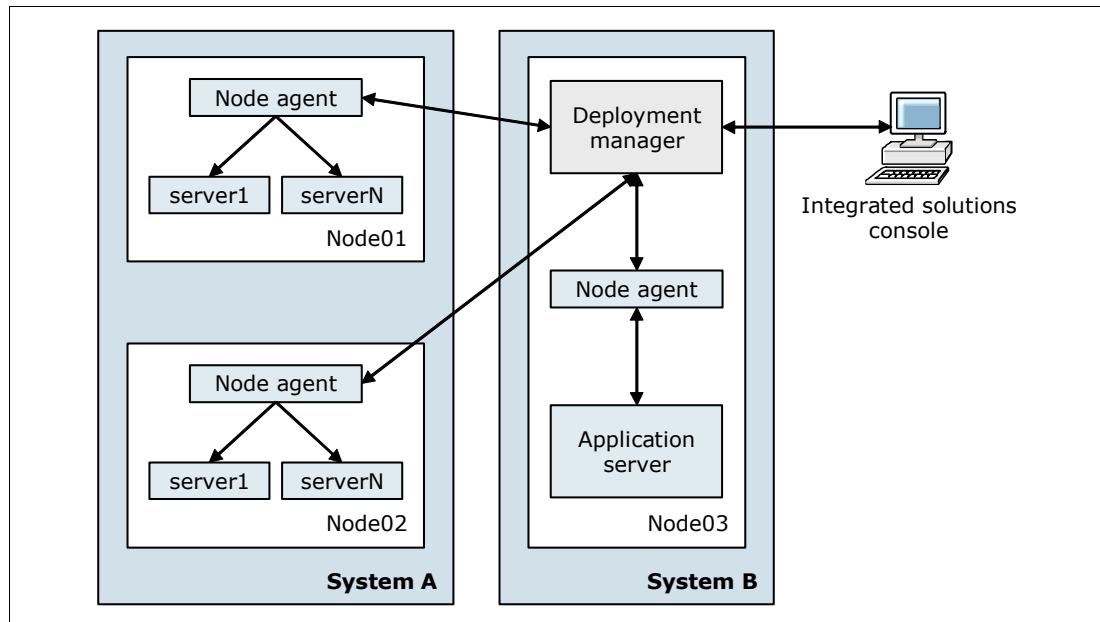 Node agent
server1
serverN
Node01
Node agent
server1
serverN
Node02
System A
Deployment
manager
Node agent
Application
server
Node03
System B
Integrated solutions
console